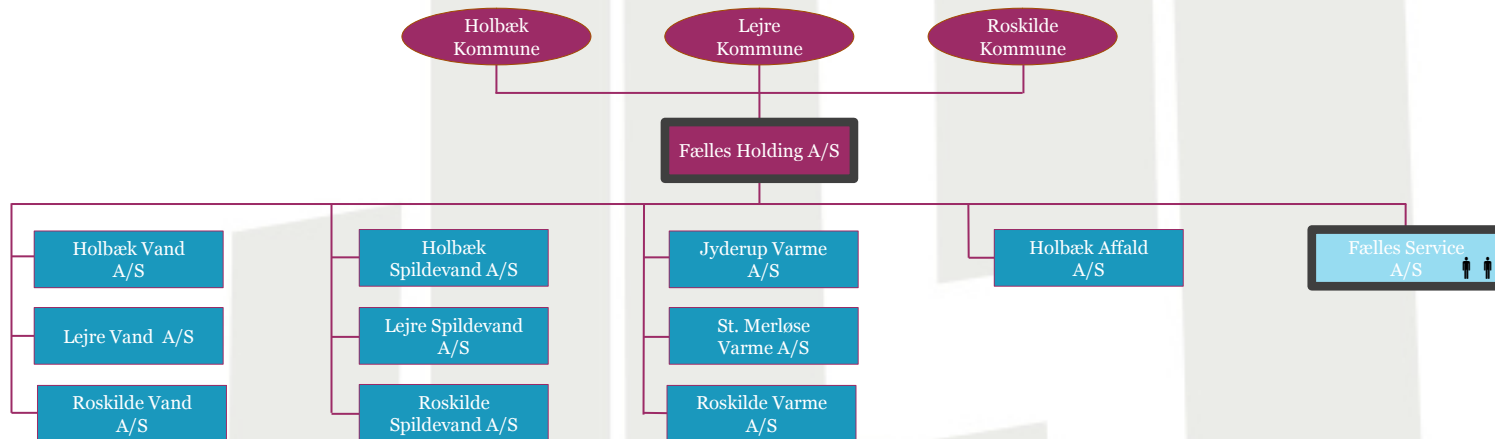 Holbæk
Kommune
Lejre
Kommune
Roskilde
Kommune
Fælles Holding A/S
Holbæk Vand
A/S
Holbæk
Spildevand A/S
Jyderup Varme
A/S
Holbæk Affald
A/S
Fælles Service
A/S
Lejre Vand A/S
Lejre Spildevand
A/S
St. Merløse
Varme A/S
Roskilde Vand
A/S
Roskilde
Spildevand A/S
Roskilde Varme
A/S